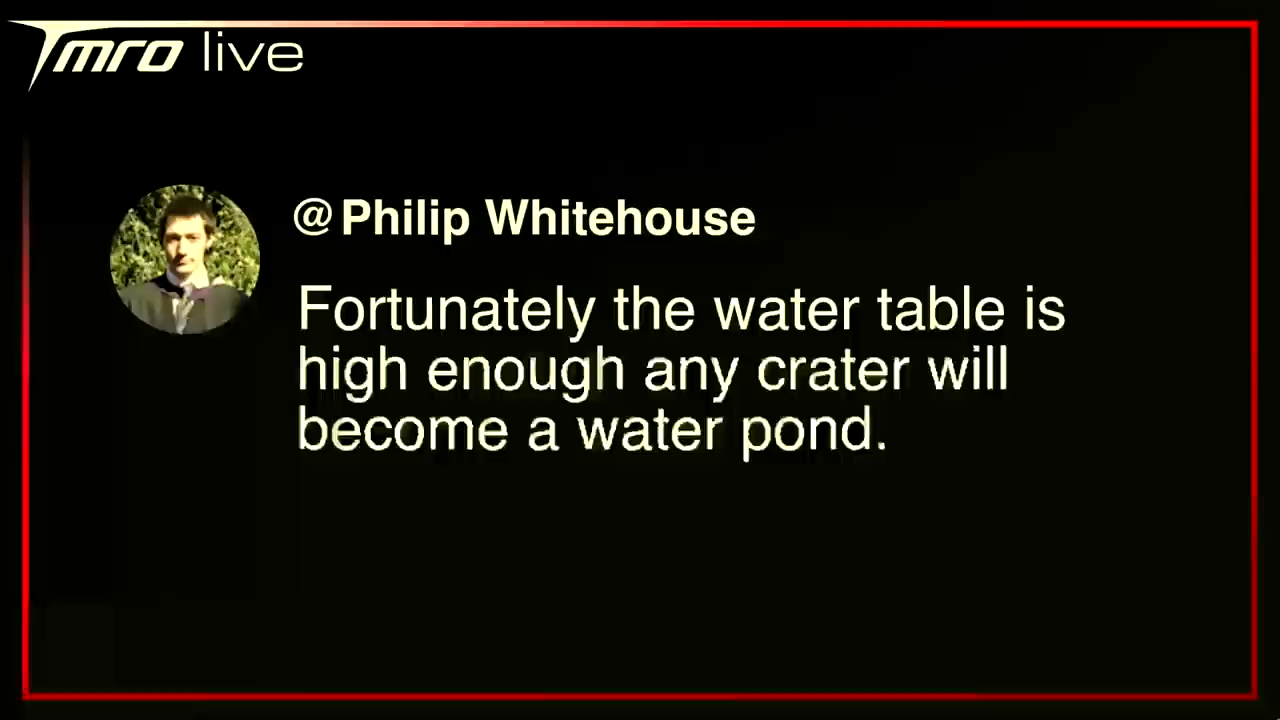 Tmro live
@Philip Whitehouse
Fortunately the water table is
high enough any crater will
become a water pond.